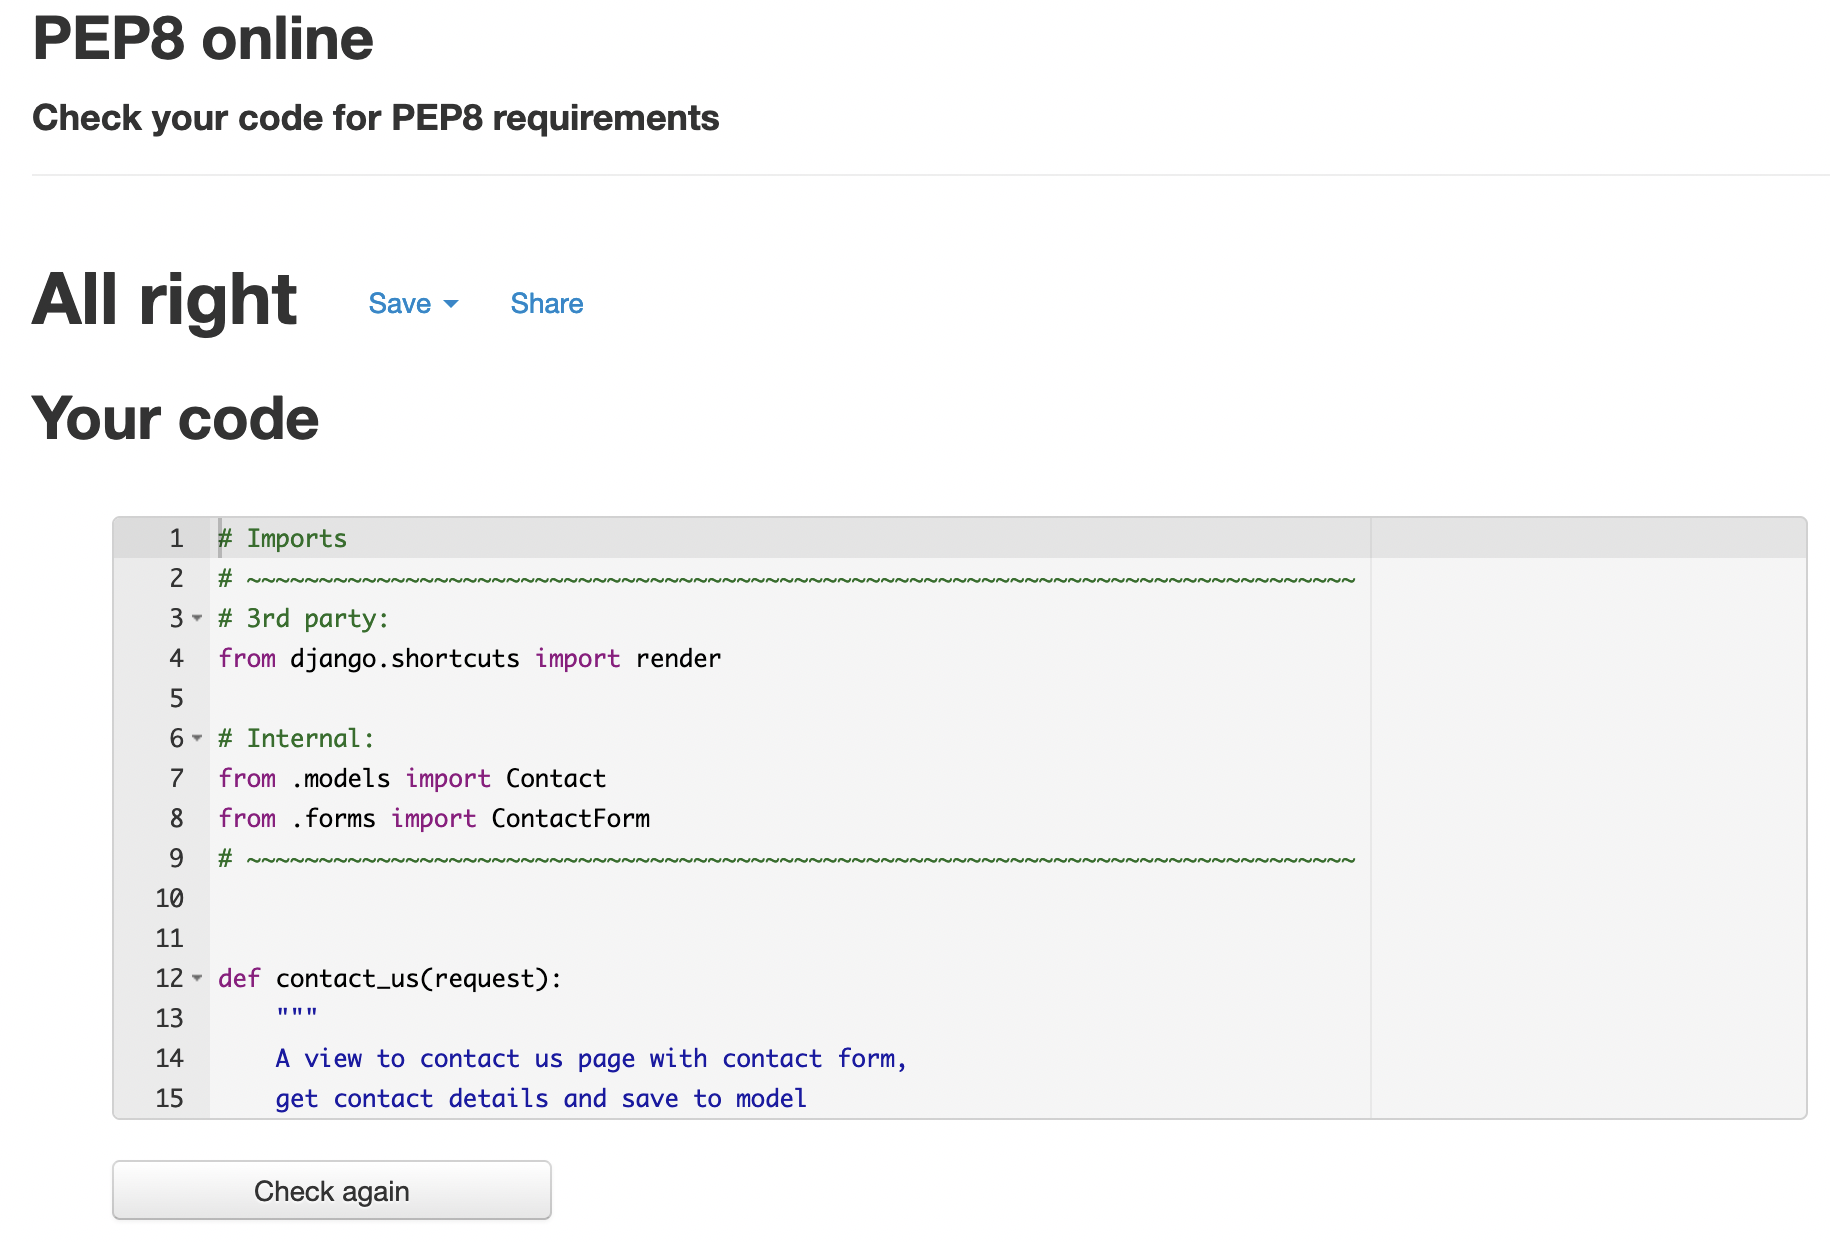 PEP8 online
Check your code for PEP8 requirements
All right Save Share
Your code
1 # Imports
2 # ~~~~~~~~~~~~~~~~~~~~~~~~~~~~~~~~~~~~~~~~~~~~~~~~~~~~~~~~~~~~~~~~~~~~~~~~~~~~~
3 # 3rd party:
4 from django.shortcuts import render
5
6 # Internal:
7 from .models import Contact
8 from .forms import ContactForm
9 # ~~~~~~~~~~~~~~~~~~~~~~~~~~~~~~~~~~~~~~~~~~~~~~~~~~~~~~~~~~~~~~~~~~~~~~~~~~~~~
10
11
12 def contact_us(request):
13     """
14     A view to contact us page with contact form,
15     get contact details and save to model
Check again